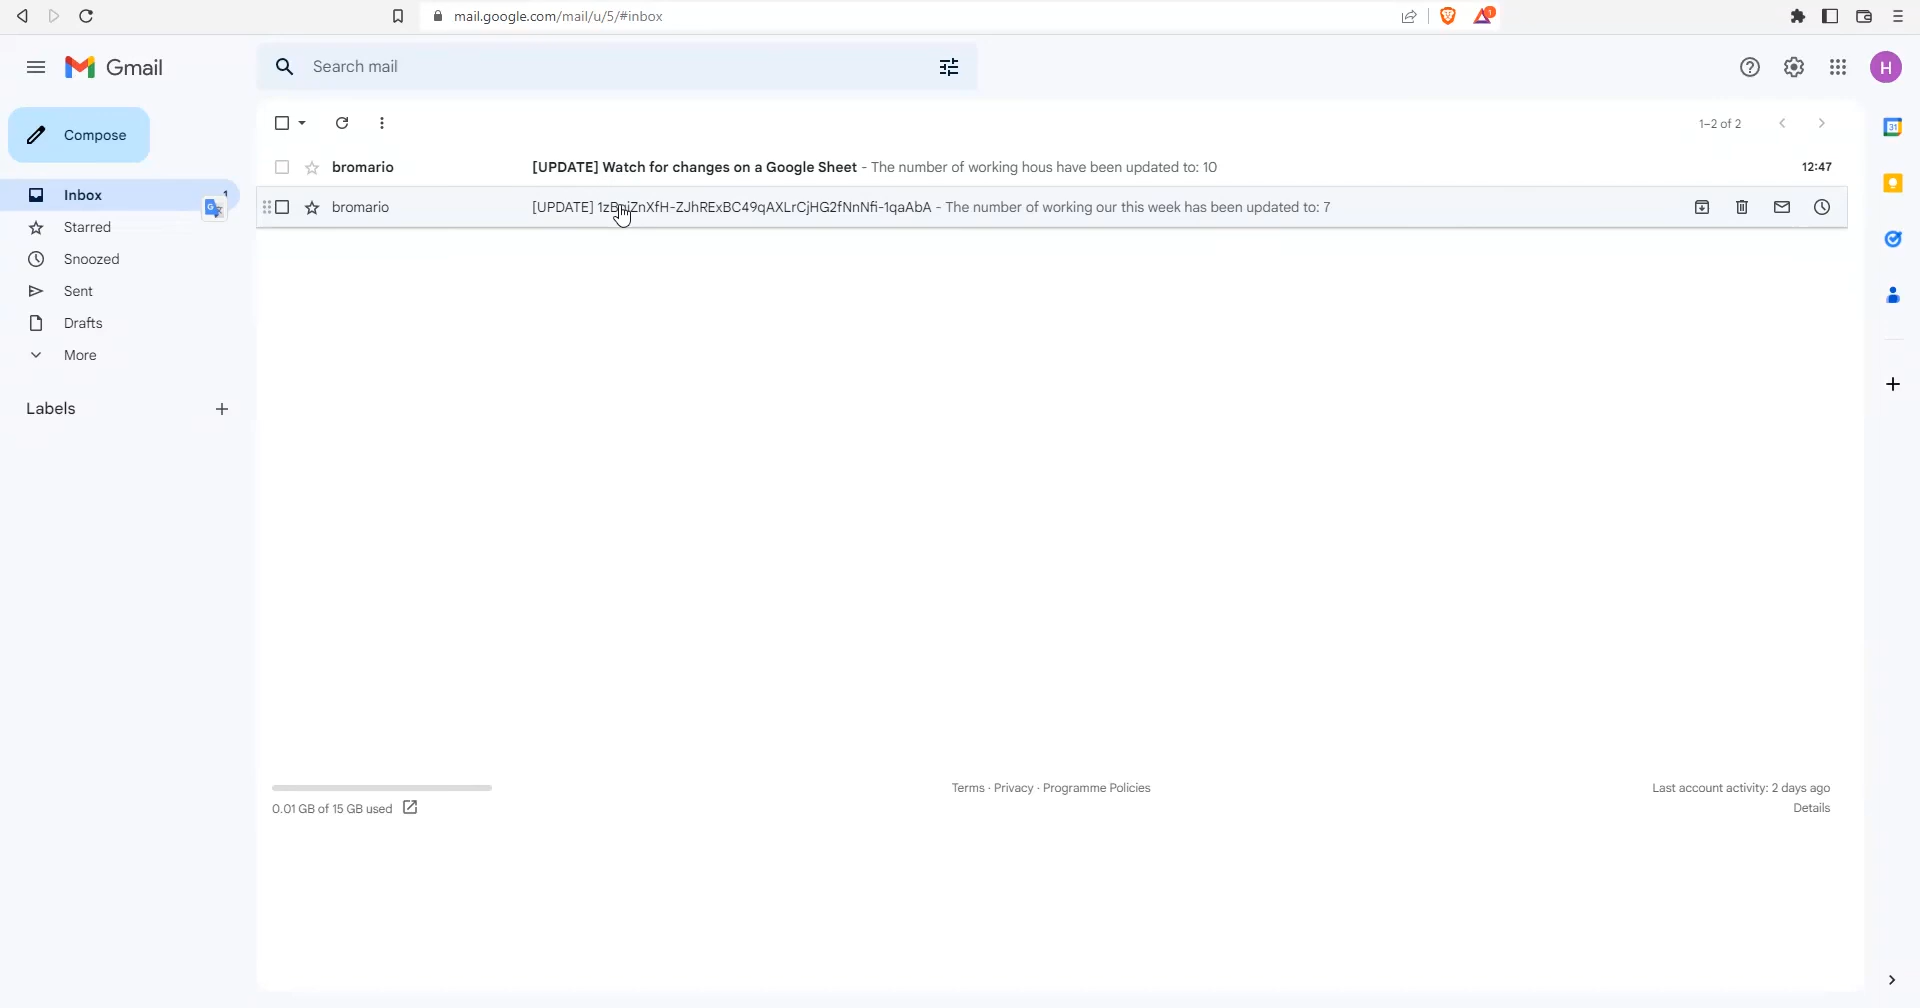 mail.google.com/mail/u/5/#inbox
1
Gmail
Search mail
H
Compose
1–2 of 2
31
bromario [UPDATE] Watch for changes on a Google Sheet - The number of working hous have been updated to: 10 12:47
Inbox 1
bromario [UPDATE] - The number of working our this week has been updated to: 7
Starred
Snoozed
Sent
Drafts
More
Labels
Terms · Privacy · Programme Policies
Last account activity: 2 days ago
0.01 GB of 15 GB used
Details